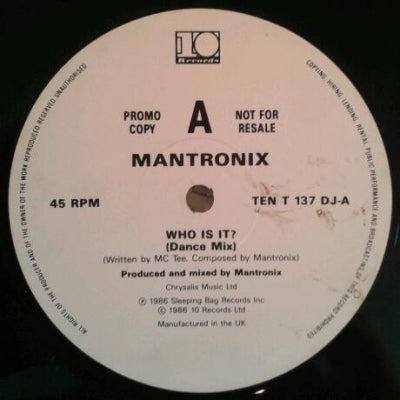 10
Records
PROMO
COPY
A
NOT FOR
RESALE
MANTRONIX
45 RPM
TEN T 137 DJ-A
WHO IS IT?
(Dance Mix)
(Written by MC Tee. Composed by Mantronix)
Produced and mixed by Mantronix
Chrysalis Music Ltd
℗ 1986 Sleeping Bag Records Inc
© 1986 10 Records Ltd
Manufactured in the UK
ALL RIGHTS OF THE PRODUCER AND OF THE OWNER OF THE WORK REPRODUCED RESERVED. UNAUTHORISED
COPYING, HIRING, LENDING, RENTAL, PUBLIC PERFORMANCE AND BROADCASTING OF THIS RECORD PROHIBITED